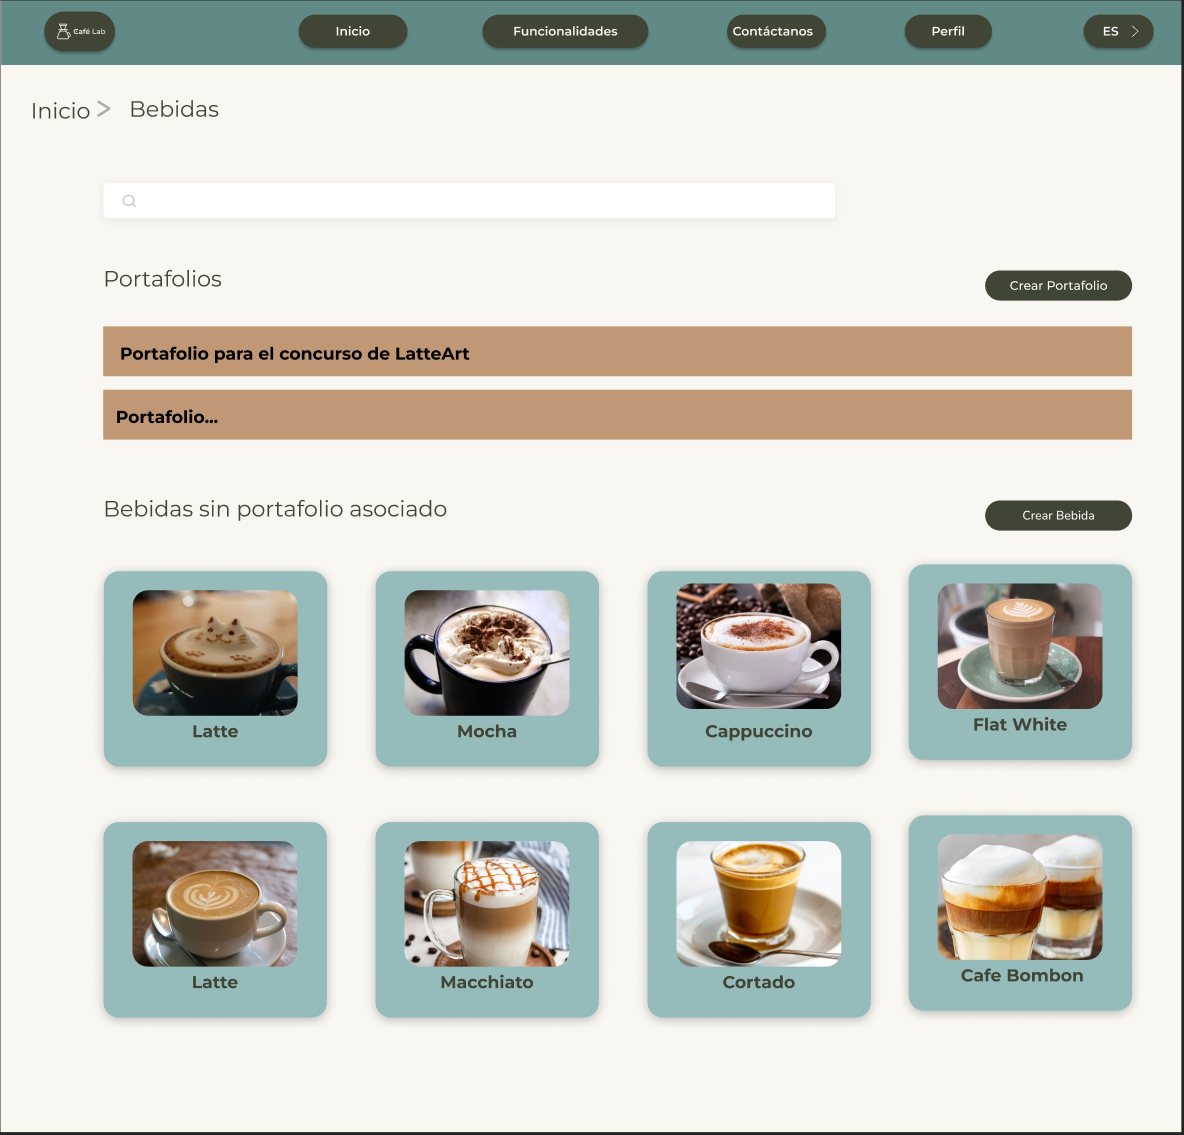 Café Lab
Inicio
Funcionalidades
Contáctanos
Perfil
ES >
Inicio > Bebidas
Portafolios
Crear Portafolio
Portafolio para el concurso de LatteArt
Portafolio...
Bebidas sin portafolio asociado
Crear Bebida
Latte
Mocha
Cappuccino
Flat White
Latte
Macchiato
Cortado
Cafe Bombon